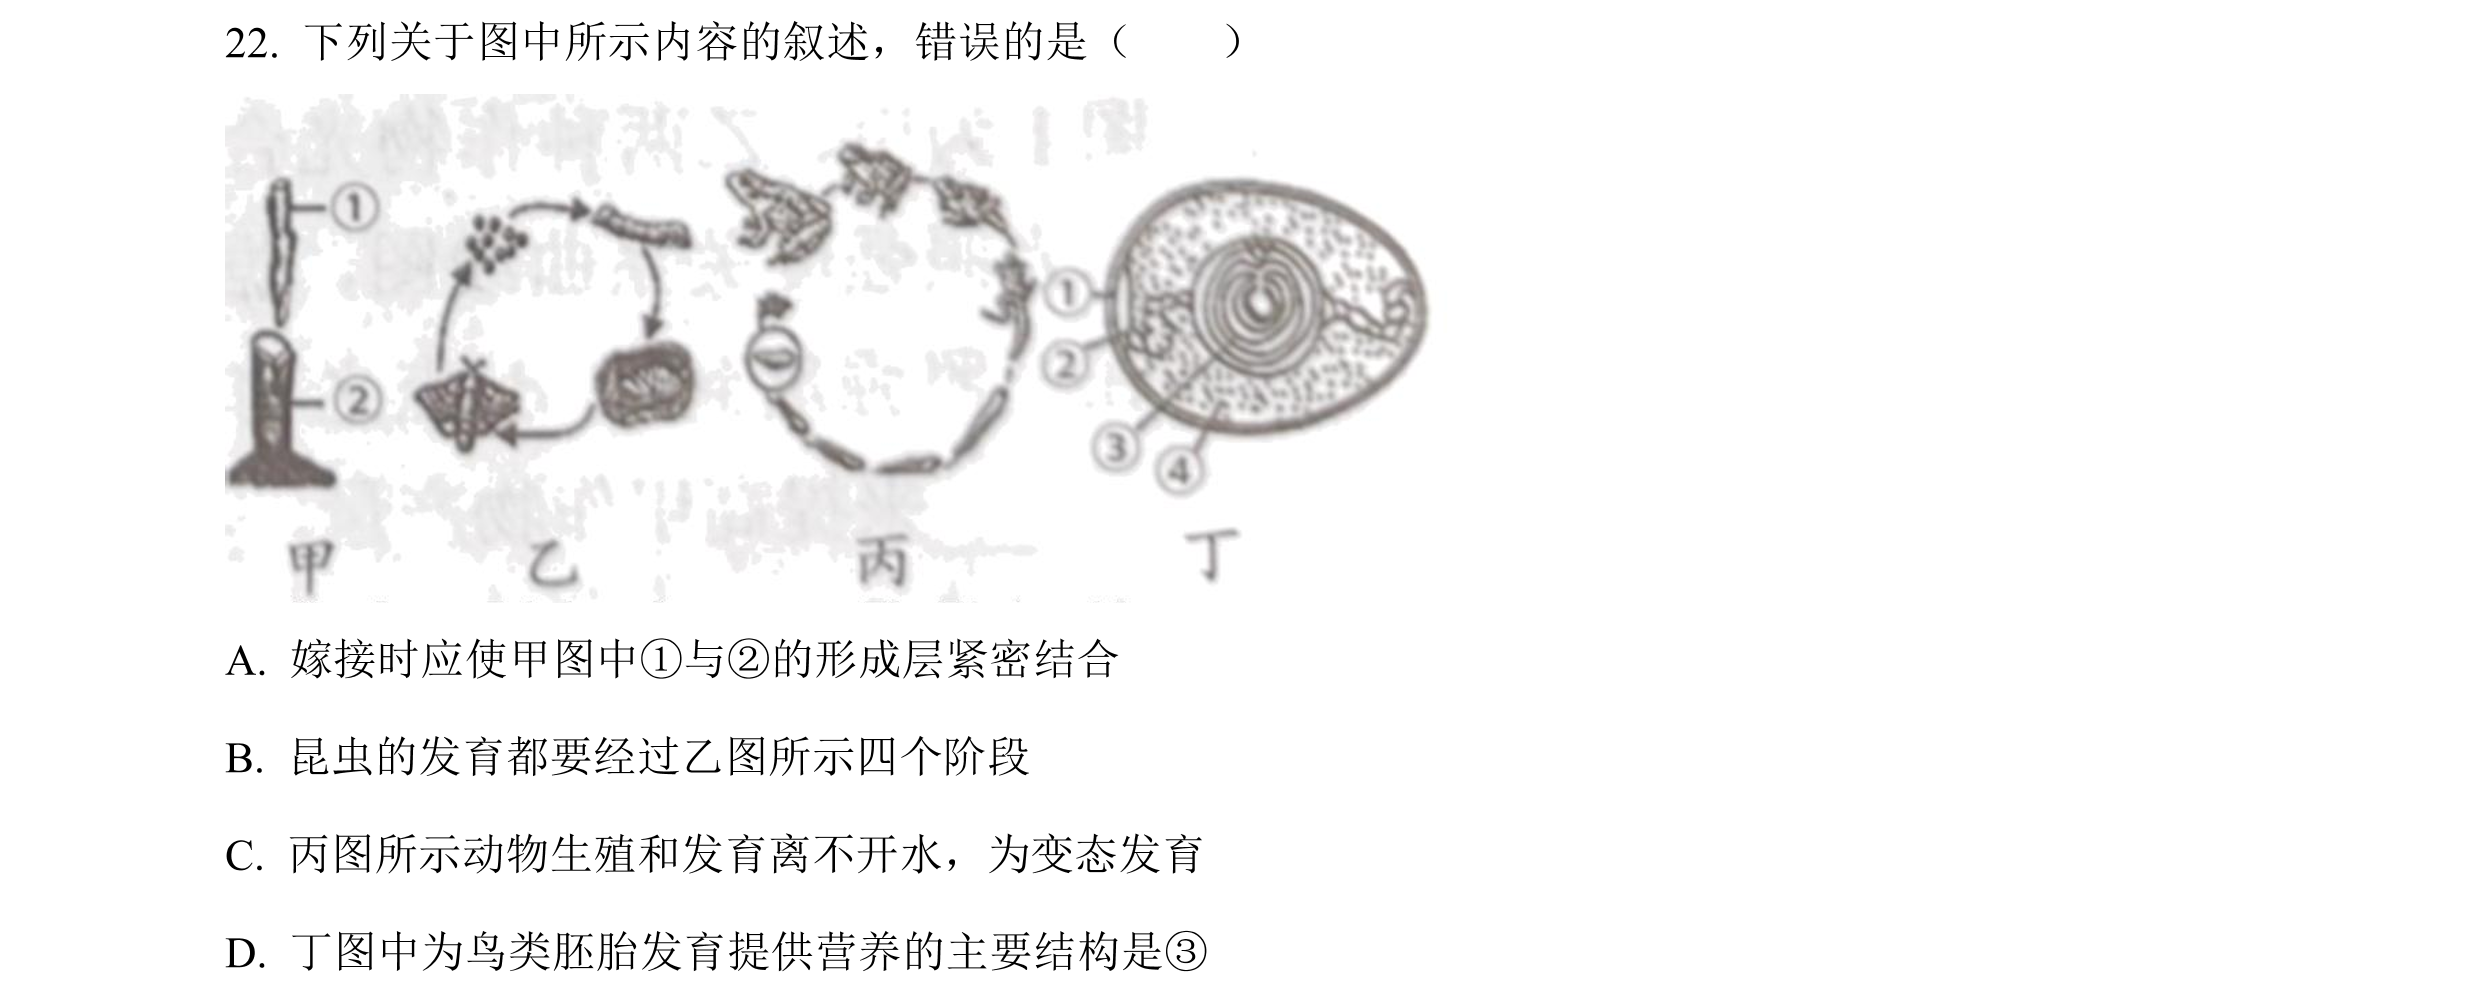 22. 下列关于图中所示内容的叙述，错误的是（　　）
①
②
①
②
③
④
甲 乙 丙 丁
A. 嫁接时应使甲图中①与②的形成层紧密结合
B. 昆虫的发育都要经过乙图所示四个阶段
C. 丙图所示动物生殖和发育离不开水，为变态发育
D. 丁图中为鸟类胚胎发育提供营养的主要结构是③